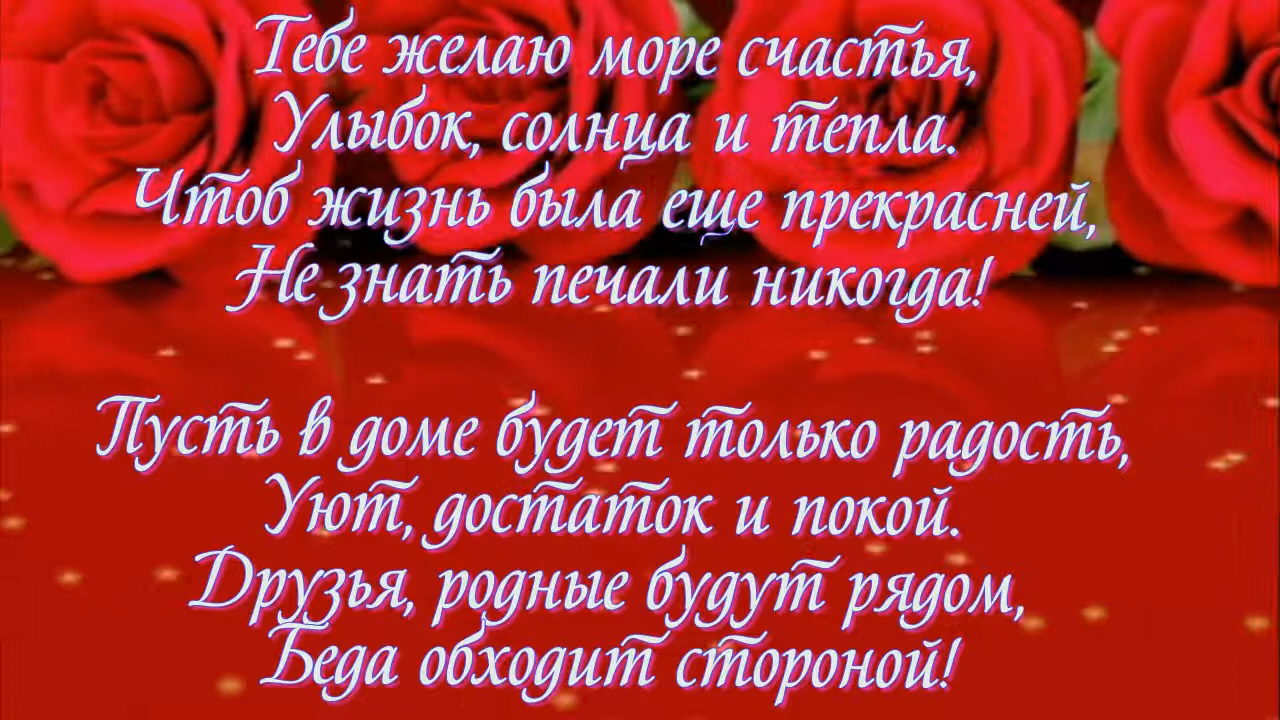 Тебе желаю море счастья,
Улыбок, солнца и тепла.
Чтоб жизнь была еще прекрасней,
Не знать печали никогда!
Пусть в доме будет только радость,
Уют, достаток и покой.
Друзья, родные будут рядом,
Беда обходит стороной!